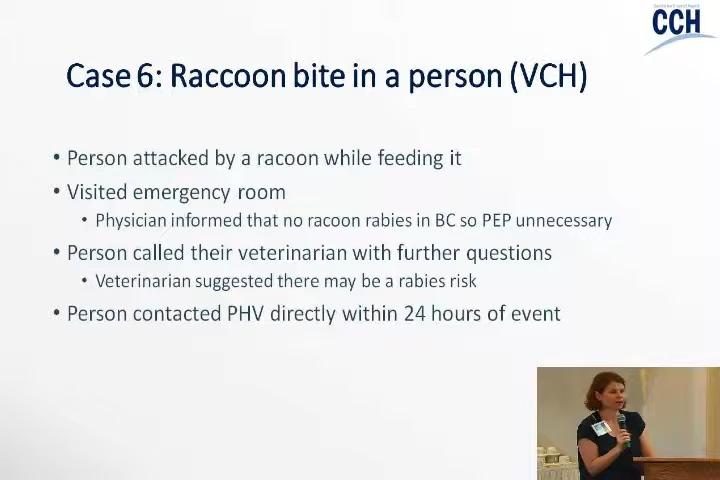 CCH
Case 6: Raccoon bite in a person (VCH)
• Person attacked by a racoon while feeding it
• Visited emergency room
• Physician informed that no racoon rabies in BC so PEP unnecessary
• Person called their veterinarian with further questions
• Veterinarian suggested there may be a rabies risk
• Person contacted PHV directly within 24 hours of event